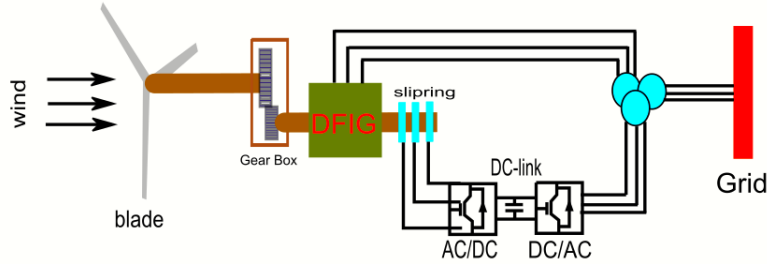 wind
blade
Gear Box
DFIG
slipring
DC-link
AC/DC
DC/AC
Grid